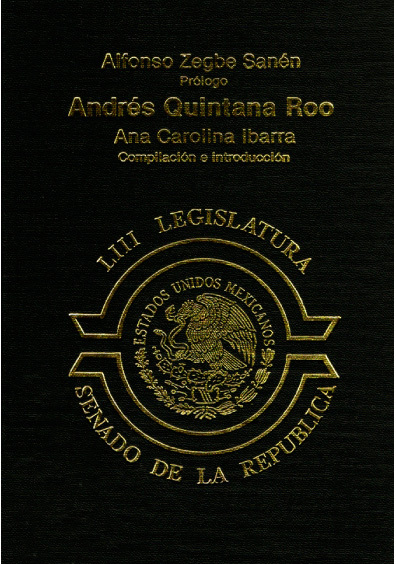 Alfonso Zegbe Sanén
Prólogo
Andrés Quintana Roo
Ana Carolina Ibarra
Compilación e introducción
LIII LEGISLATURA
ESTADOS UNIDOS MEXICANOS
SENADO DE LA REPUBLICA